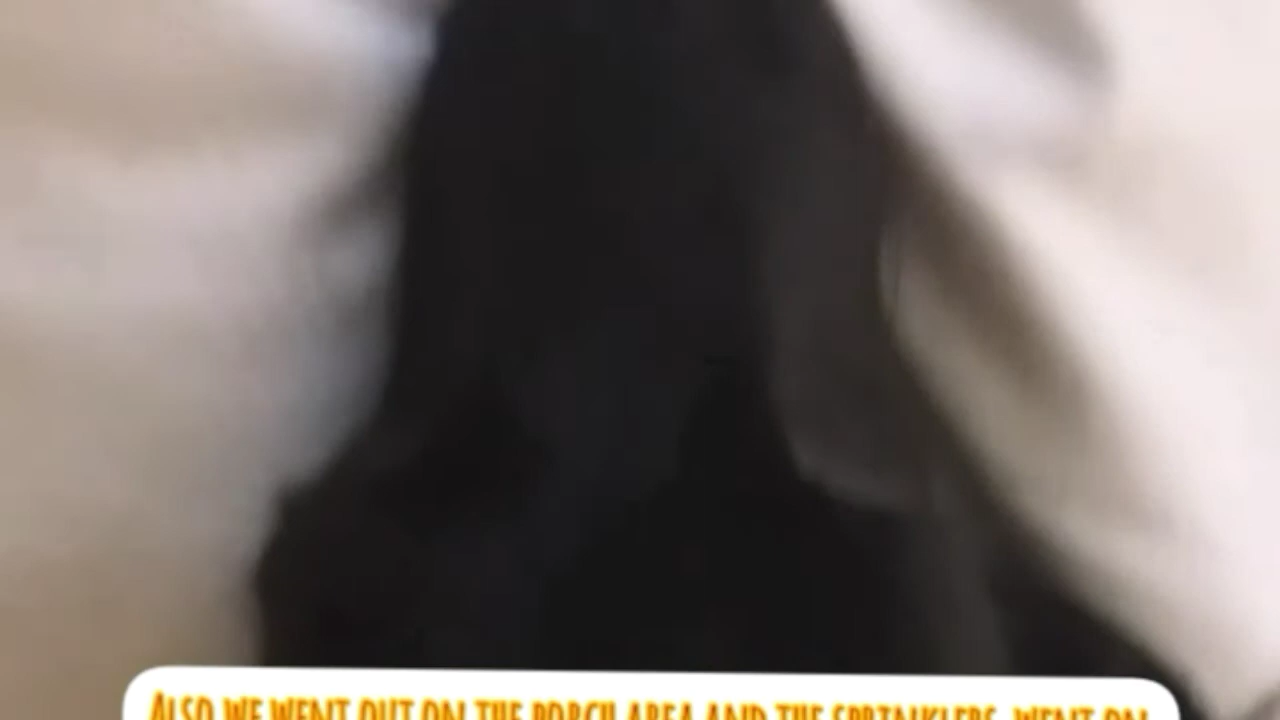 Also we went out on the porch area and the sprinklers went on